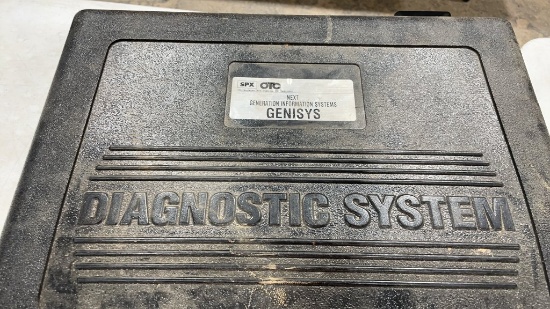 SPX OTC
NEXT
GENERATION INFORMATION SYSTEMS
GENISYS
DIAGNOSTIC SYSTEM